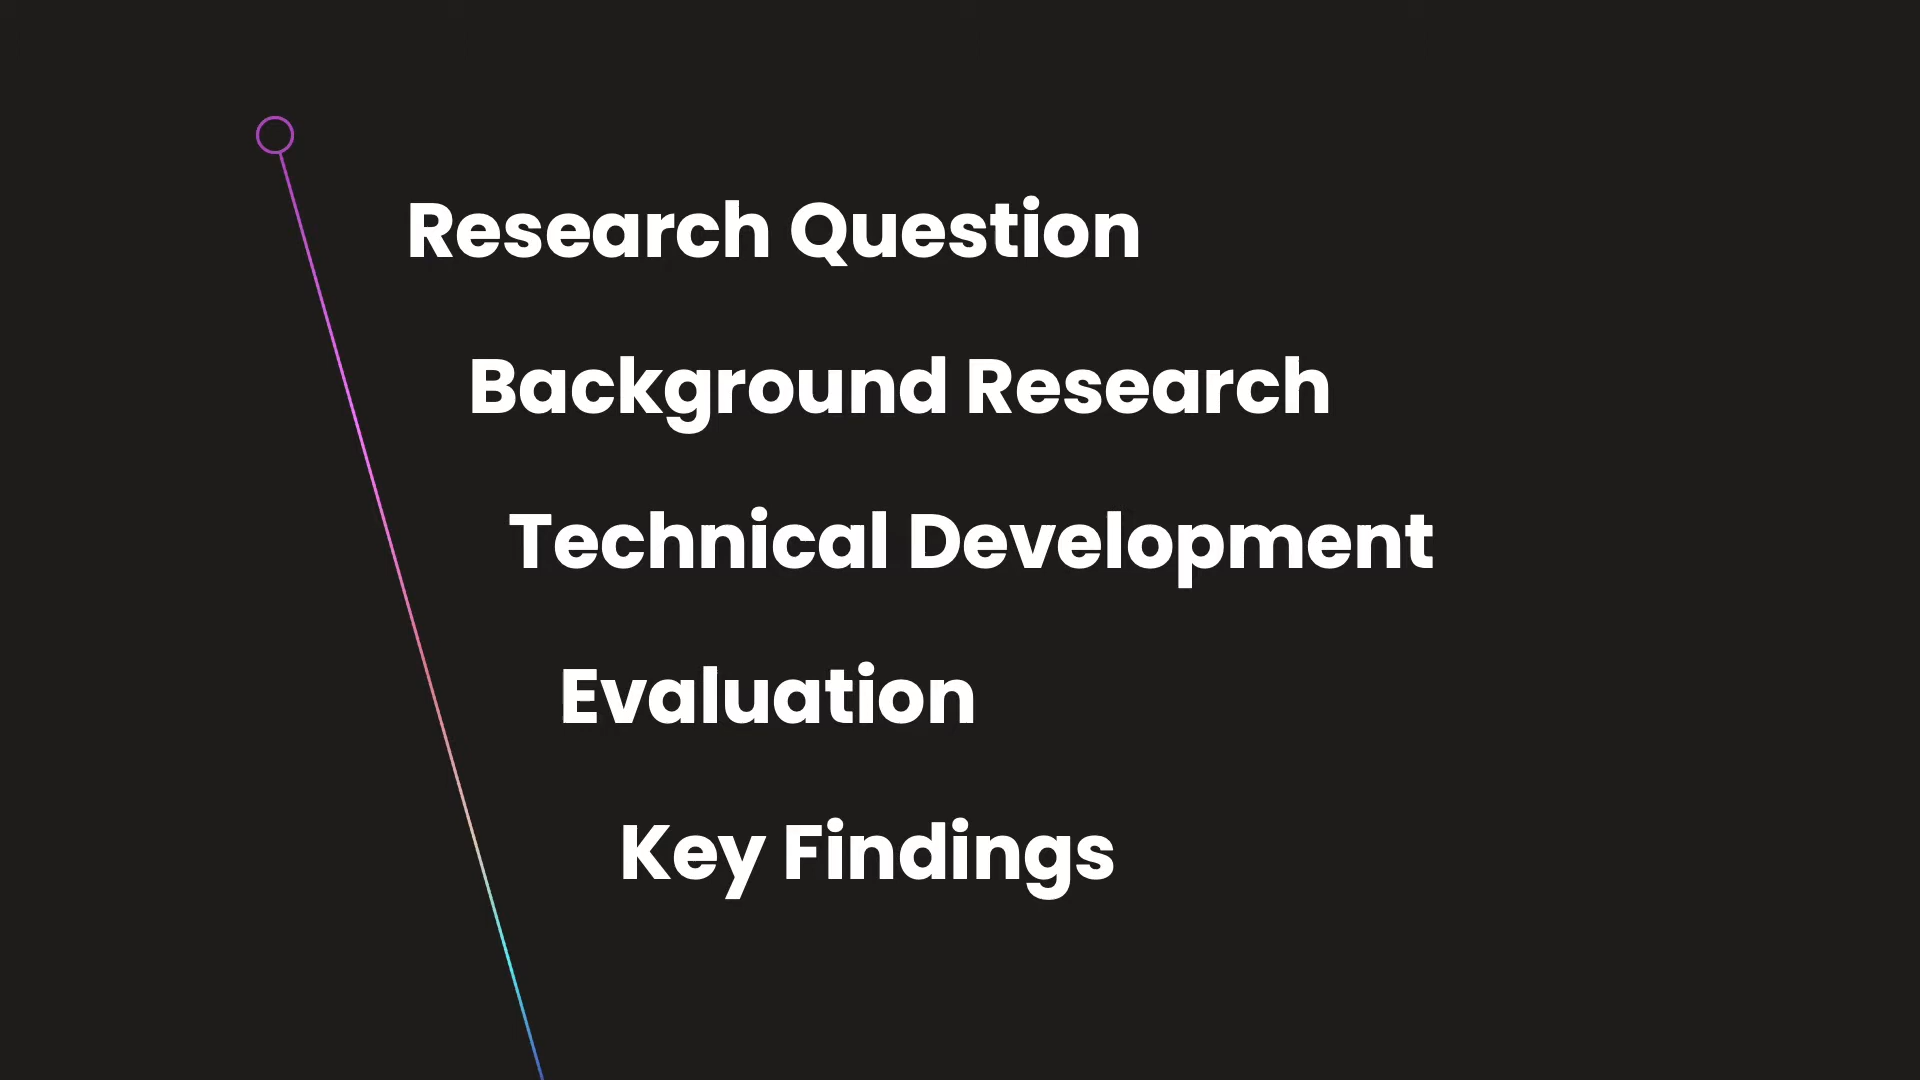 Research Question
Background Research
Technical Development
Evaluation
Key Findings